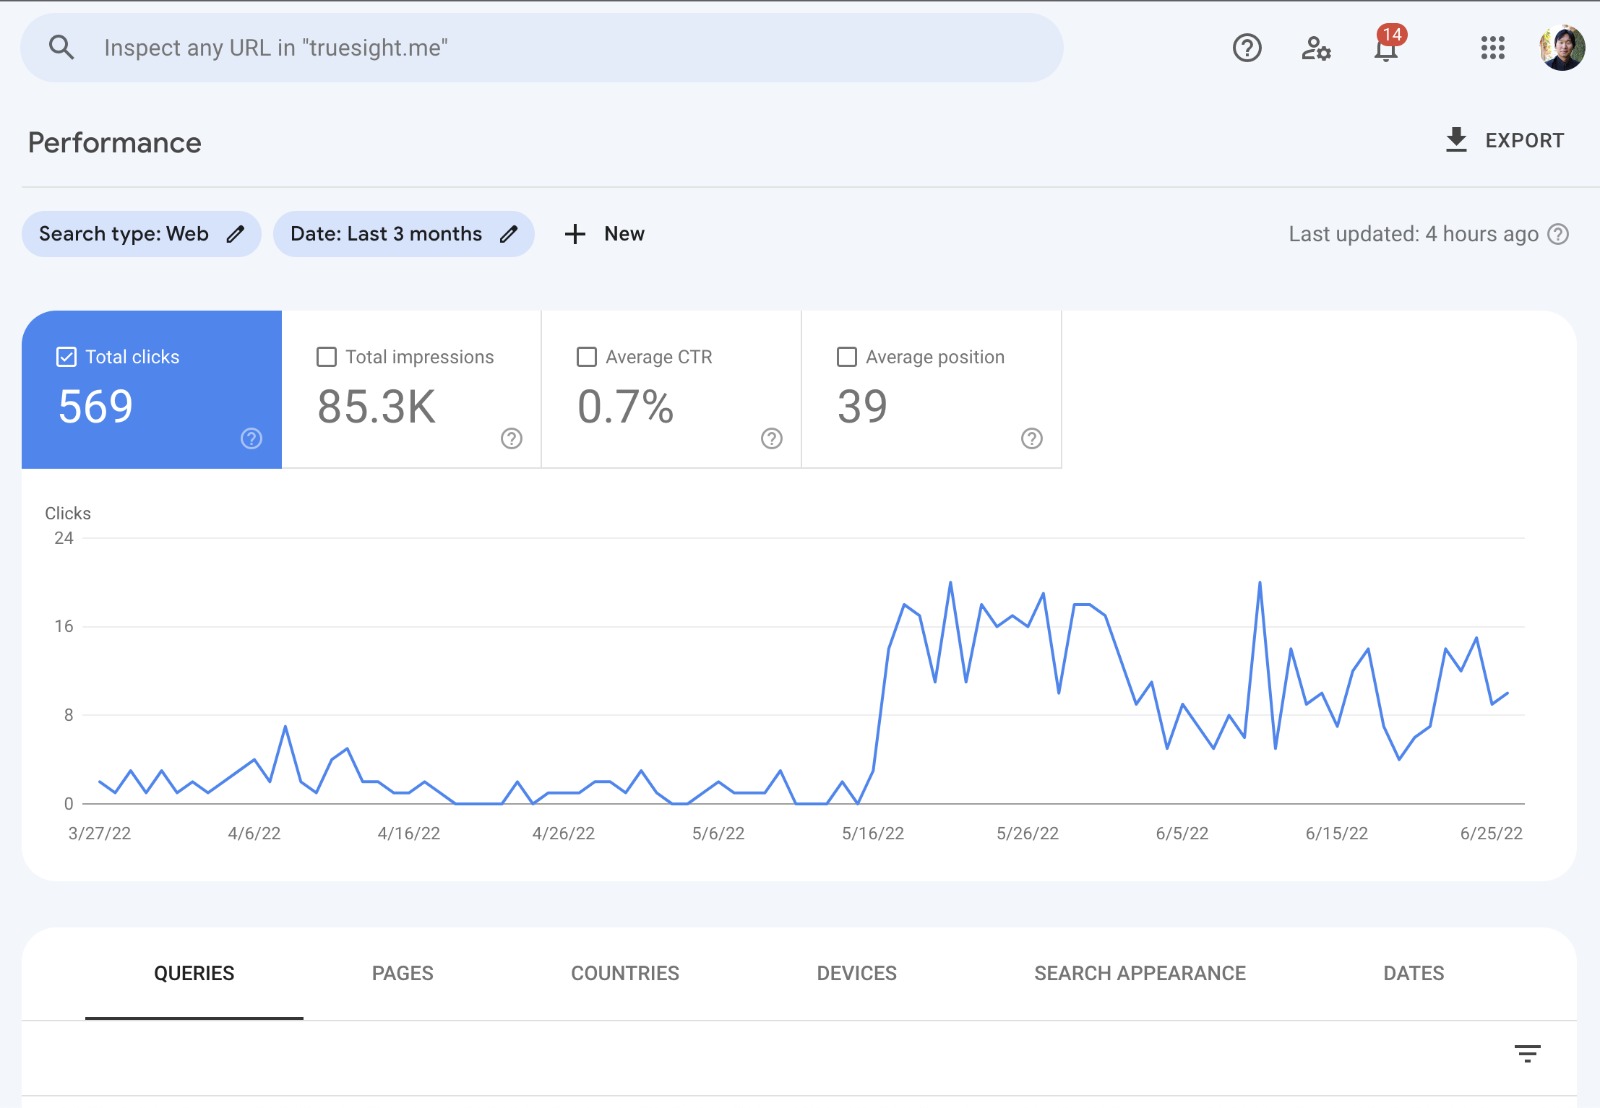 Inspect any URL in "truesight.me"
14
Performance
EXPORT
Search type: Web
Date: Last 3 months
New
Last updated: 4 hours ago
Total clicks
569
Total impressions
85.3K
Average CTR
0.7%
Average position
39
Clicks
24
16
8
0
3/27/22 4/6/22 4/16/22 4/26/22 5/6/22 5/16/22 5/26/22 6/5/22 6/15/22 6/25/22
QUERIES PAGES COUNTRIES DEVICES SEARCH APPEARANCE DATES